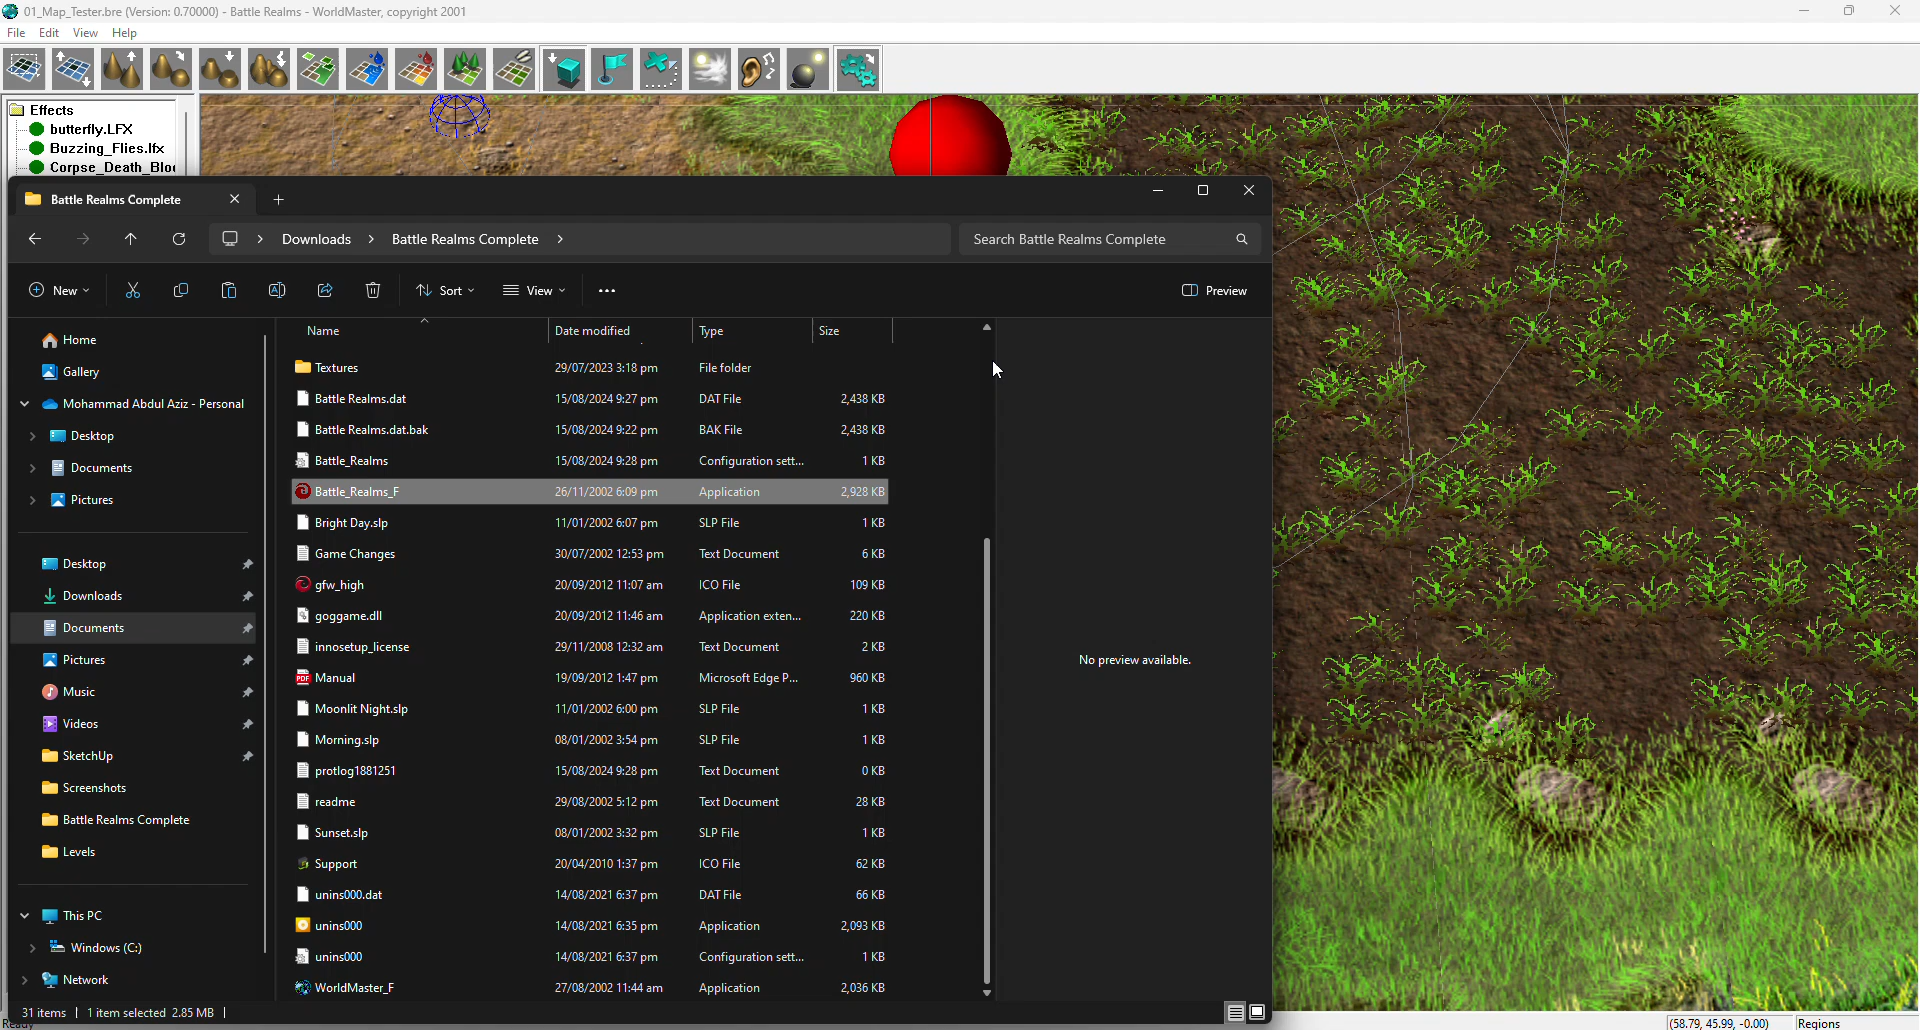 01_Map_Tester.bre (Version: 0.70000) - Battle Realms - WorldMaster, copyright 2001
File Edit View Help
Effects
butterfly.LFX
Buzzing_Flies.lfx
Corpse_Death_Bloo
Battle Realms Complete
Downloads > Battle Realms Complete >
Search Battle Realms Complete
New Sort View Preview
Name Date modified Type Size
Home
Gallery
Mohammad Abdul Aziz - Personal
Desktop
Documents
Pictures
Desktop
Downloads
Documents
Pictures
Music
Videos
SketchUp
Screenshots
Battle Realms Complete
Levels
This PC
Windows (C:)
Network
Textures 29/07/2023 3:18 pm File folder
Battle Realms.dat 15/08/2024 9:27 pm DAT File 2,438 KB
Battle Realms.dat.bak 15/08/2024 9:22 pm BAK File 2,438 KB
Battle_Realms 15/08/2024 9:28 pm Configuration sett... 1 KB
Battle_Realms_F 26/11/2002 6:09 pm Application 2,928 KB
Bright Day.slp 11/01/2002 6:07 pm SLP File 1 KB
Game Changes 30/07/2002 12:53 pm Text Document 6 KB
gfw_high 20/09/2012 11:07 am ICO File 109 KB
goggame.dll 20/09/2012 11:46 am Application exten... 220 KB
innosetup_license 29/11/2008 12:32 am Text Document 2 KB
Manual 19/09/2012 1:47 pm Microsoft Edge P... 960 KB
Moonlit Night.slp 11/01/2002 6:00 pm SLP File 1 KB
Morning.slp 08/01/2002 3:54 pm SLP File 1 KB
protlog1881251 15/08/2024 9:28 pm Text Document 0 KB
readme 29/08/2002 5:12 pm Text Document 28 KB
Sunset.slp 08/01/2002 3:32 pm SLP File 1 KB
Support 20/04/2010 1:37 pm ICO File 62 KB
unins000.dat 14/08/2021 6:37 pm DAT File 66 KB
unins000 14/08/2021 6:35 pm Application 2,093 KB
unins000 14/08/2021 6:37 pm Configuration sett... 1 KB
WorldMaster_F 27/08/2002 11:44 am Application 2,036 KB
No preview available.
31 items 1 item selected 2.85 MB
Ready
(58.79, 45.99, -0.00) Regions